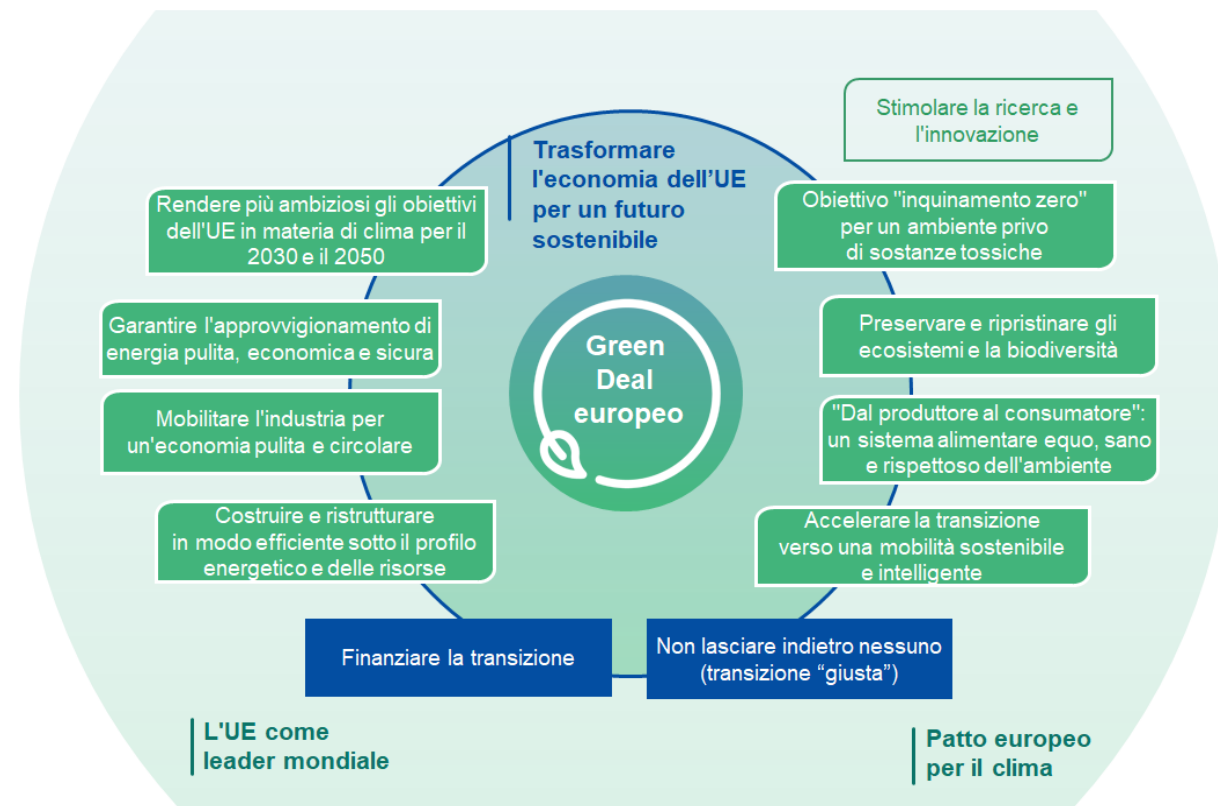 Stimolare la ricerca e
l'innovazione
Trasformare
l'economia dell’UE
per un futuro
sostenibile
Rendere più ambiziosi gli obiettivi
dell'UE in materia di clima per il
2030 e il 2050
Obiettivo "inquinamento zero"
per un ambiente privo
di sostanze tossiche
Garantire l'approvvigionamento di
energia pulita, economica e sicura
Preservare e ripristinare gli
ecosistemi e la biodiversità
Green
Deal
europeo
Mobilitare l'industria per
un'economia pulita e circolare
"Dal produttore al consumatore":
un sistema alimentare equo, sano
e rispettoso dell'ambiente
Costruire e ristrutturare
in modo efficiente sotto il profilo
energetico e delle risorse
Accelerare la transizione
verso una mobilità sostenibile
e intelligente
Finanziare la transizione
Non lasciare indietro nessuno
(transizione “giusta”)
L'UE come
leader mondiale
Patto europeo
per il clima